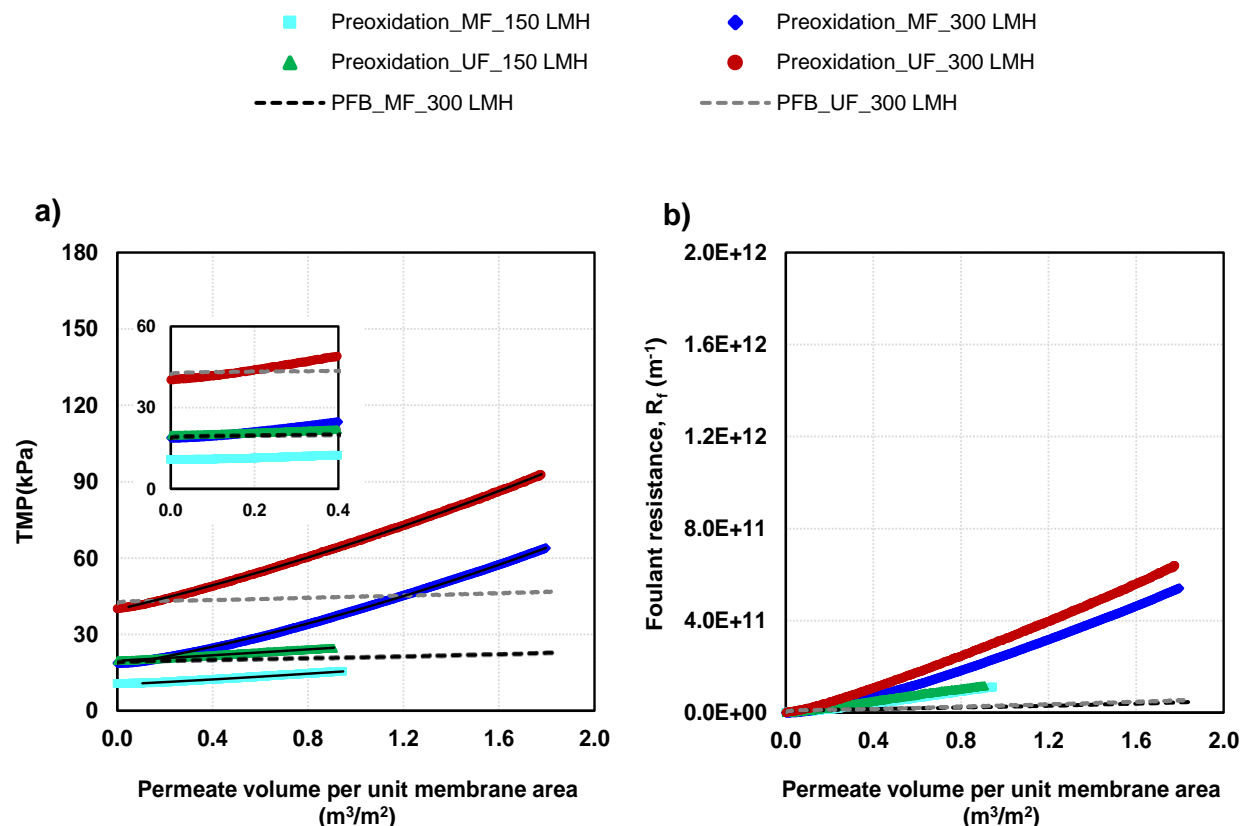 Preoxidation_MF_150 LMH
Preoxidation_MF_300 LMH
Preoxidation_UF_150 LMH
Preoxidation_UF_300 LMH
PFB_MF_300 LMH
PFB_UF_300 LMH
a)
180
150
120
90
60
30
0
TMP(kPa)
60
30
0
0.0
0.2
0.4
0.0
0.4
0.8
1.2
1.6
2.0
Permeate volume per unit membrane area
(m³/m²)
b)
2.0E+12
1.6E+12
1.2E+12
8.0E+11
4.0E+11
0.0E+00
Foulant resistance, R_f (m⁻¹)
0.0
0.4
0.8
1.2
1.6
2.0
Permeate volume per unit membrane area
(m³/m²)